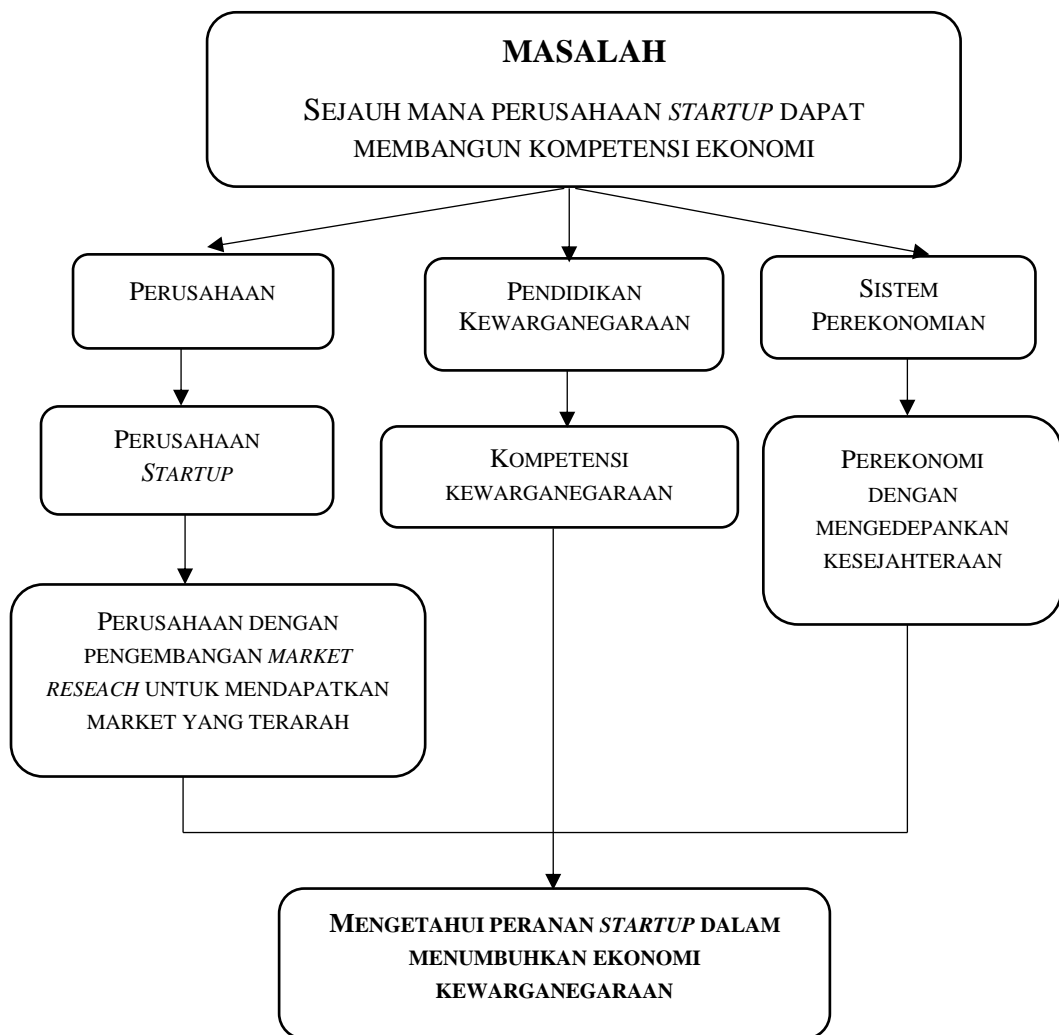 MASALAH
SEJAUH MANA PERUSAHAAN STARTUP DAPAT
MEMBANGUN KOMPETENSI EKONOMI
PERUSAHAAN
PENDIDIKAN
KEWARGANEGARAAN
SISTEM
PEREKONOMIAN
PERUSAHAAN
STARTUP
KOMPETENSI
KEWARGANEGARAAN
PEREKONOMI
DENGAN
MENGEDEPANKAN
KESEJAHTERAAN
PERUSAHAAN DENGAN
PENGEMBANGAN MARKET
RESEACH UNTUK MENDAPATKAN
MARKET YANG TERARAH
MENGETAHUI PERANAN STARTUP DALAM
MENUMBUHKAN EKONOMI
KEWARGANEGARAAN